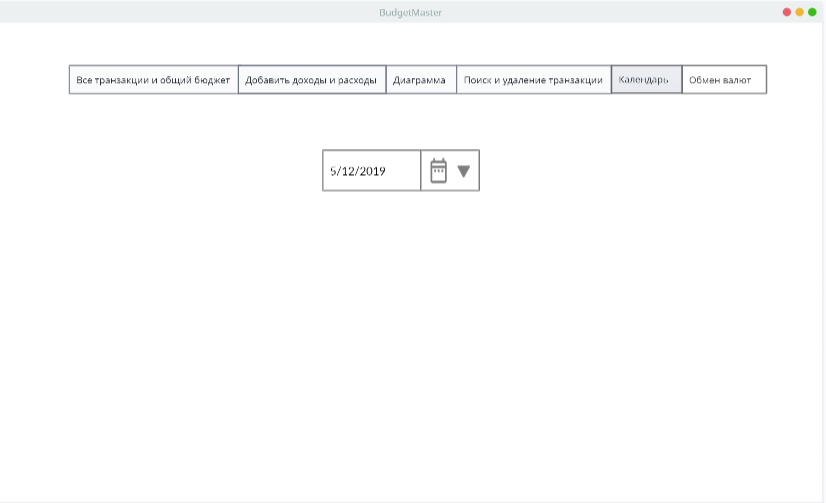 BudgetMaster
Все транзакции и общий бюджет Добавить доходы и расходы Диаграмма Поиск и удаление транзакции Календарь Обмен валют
5/12/2019